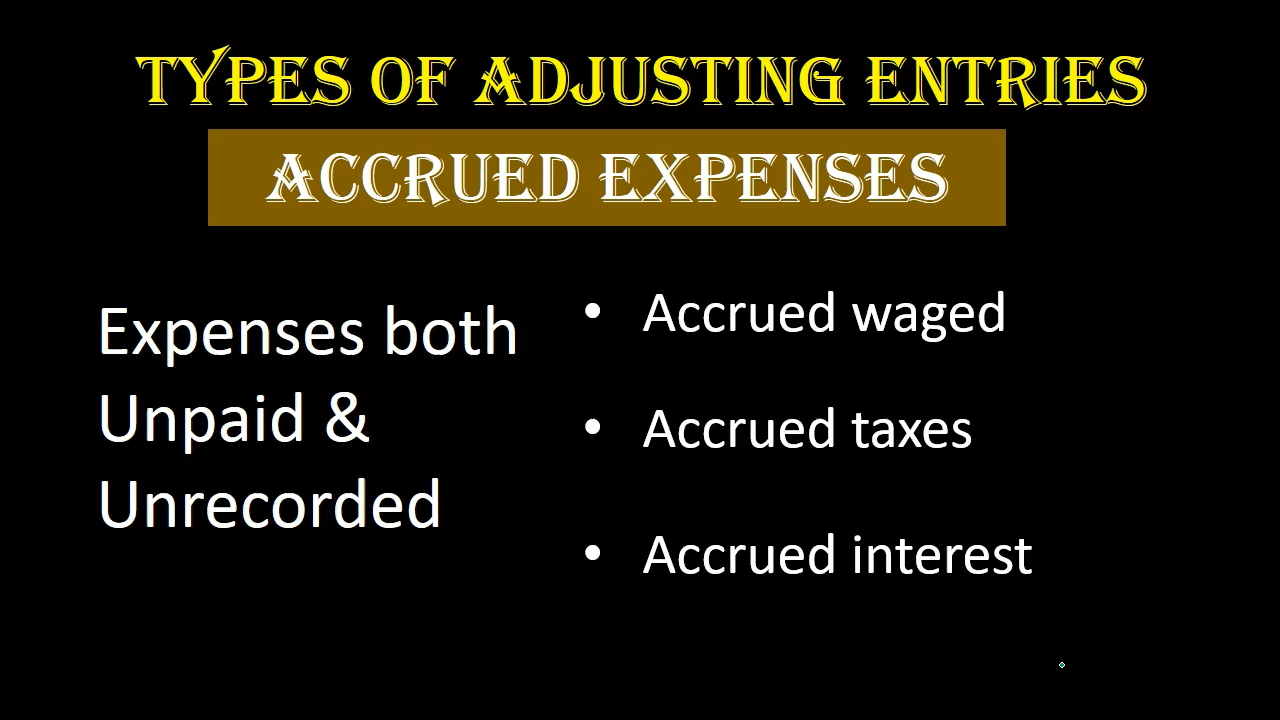 TYPES OF ADJUSTING ENTRIES
ACCRUED EXPENSES
Expenses both
Unpaid &
Unrecorded
• Accrued waged
• Accrued taxes
• Accrued interest